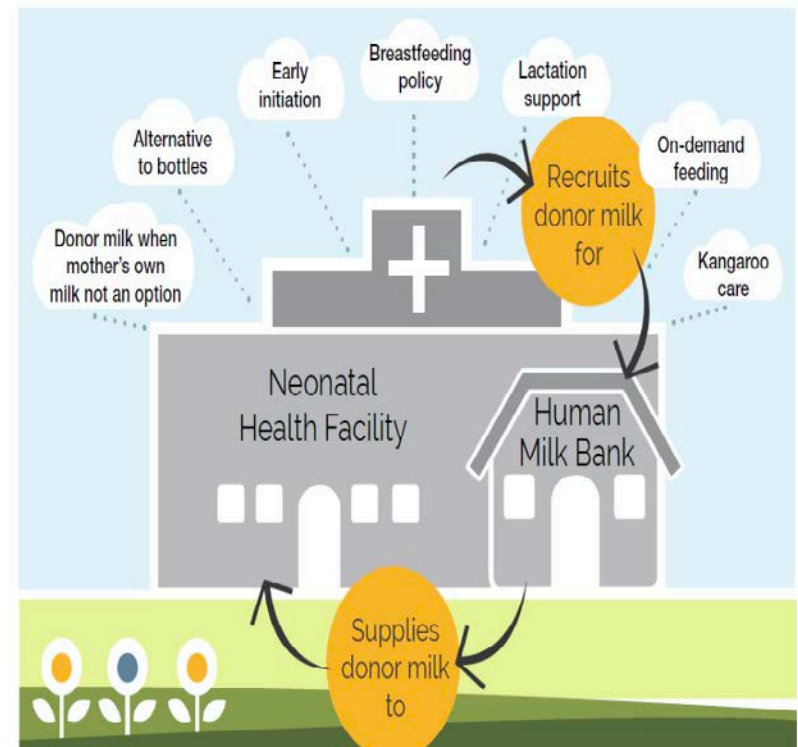 Breastfeeding
policy
Early
initiation
Lactation
support
Alternative
to bottles
On-demand
feeding
Donor milk when
mother's own
milk not an option
Kangaroo
care
Recruits
donor milk
for
Neonatal
Health Facility
Human
Milk Bank
Supplies
donor milk
to